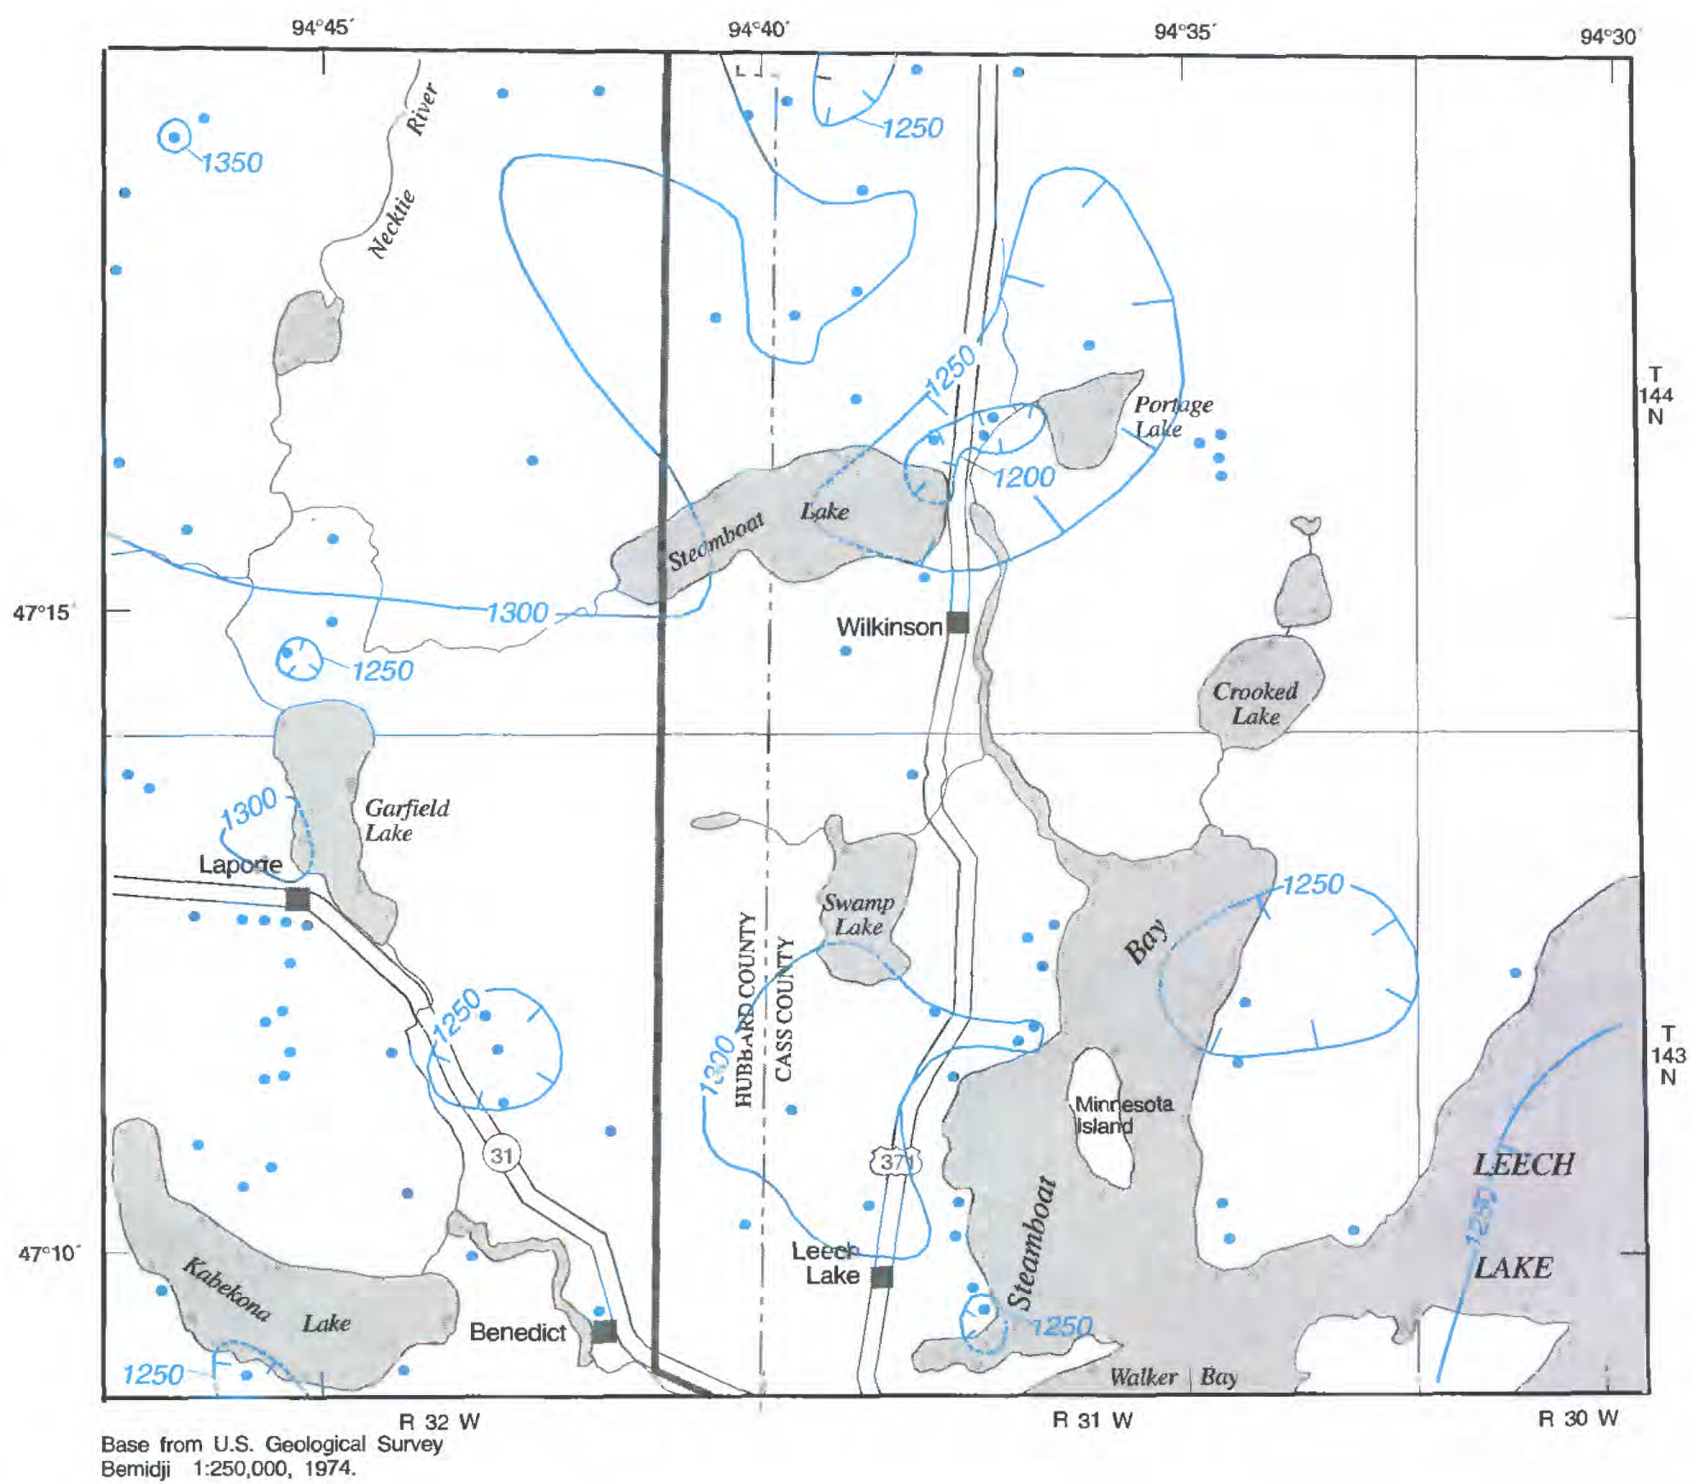 94°45′
94°40′
94°35′
94°30′
River
1250
1350
Necktie
1250
T
144
N
Portage
Lake
1200
Lake
Steamboat
47°15′
1300
Wilkinson
1250
Crooked
Lake
1300
Garfield
Lake
Laporte
1250
Swamp
Lake
Bay
HUBBARD COUNTY
CASS COUNTY
1250
1300
T
143
N
Minnesota
Island
31
371
LEECH
1250
Steamboat
47°10′
Leech
Lake
LAKE
Kabekona
Lake
Benedict
1250
1250
Walker Bay
R 32 W
R 31 W
R 30 W
Base from U.S. Geological Survey
Bemidji 1:250,000, 1974.